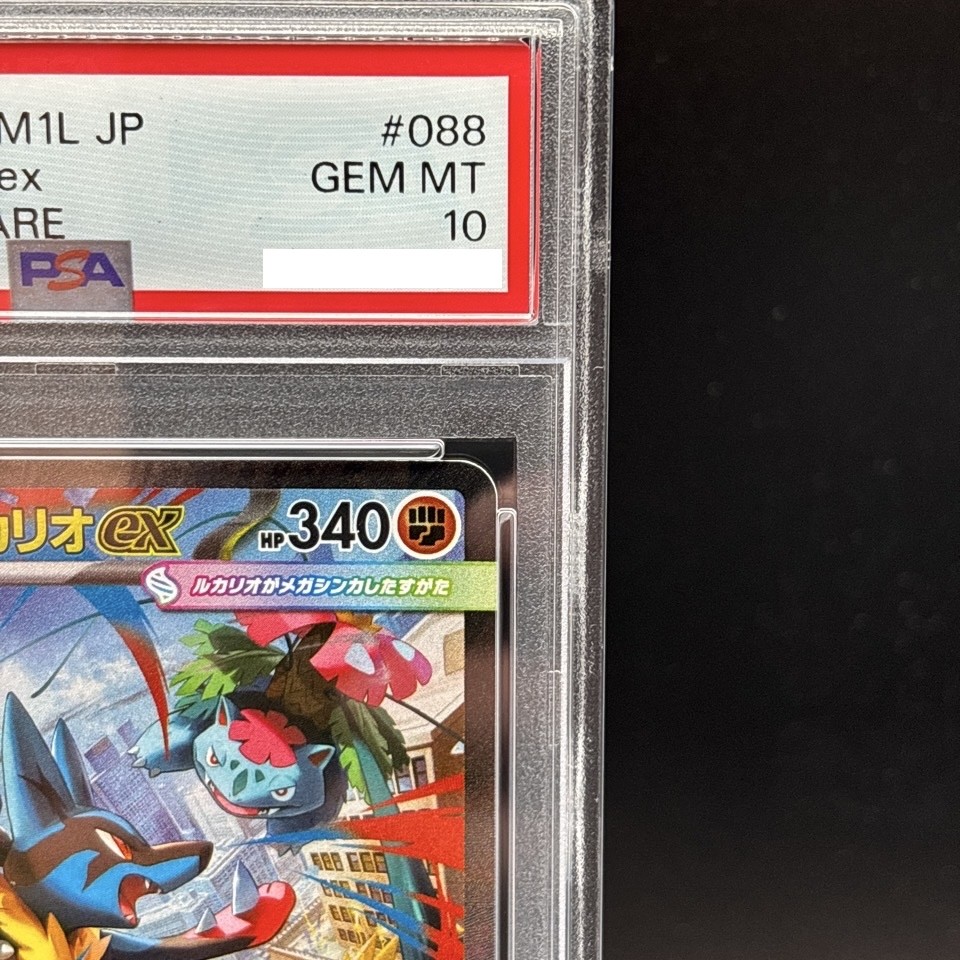 M1L JP #088
ex GEM MT
ARE 10
PSA
カリオex HP340
ルカリオがメガシンカしたすがた